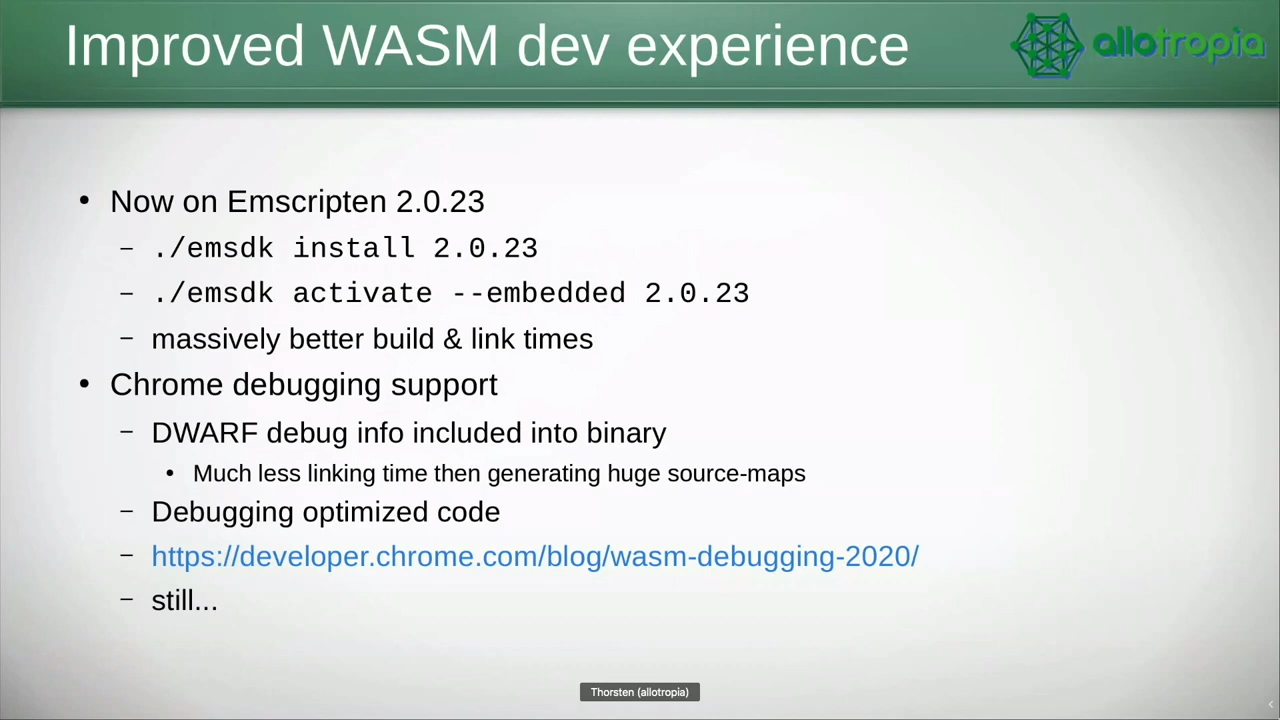 Improved WASM dev experience
allotropia
• Now on Emscripten 2.0.23
– ./emsdk install 2.0.23
– ./emsdk activate --embedded 2.0.23
– massively better build & link times
• Chrome debugging support
– DWARF debug info included into binary
• Much less linking time then generating huge source-maps
– Debugging optimized code
– https://developer.chrome.com/blog/wasm-debugging-2020/
– still...
Thorsten (allotropia)